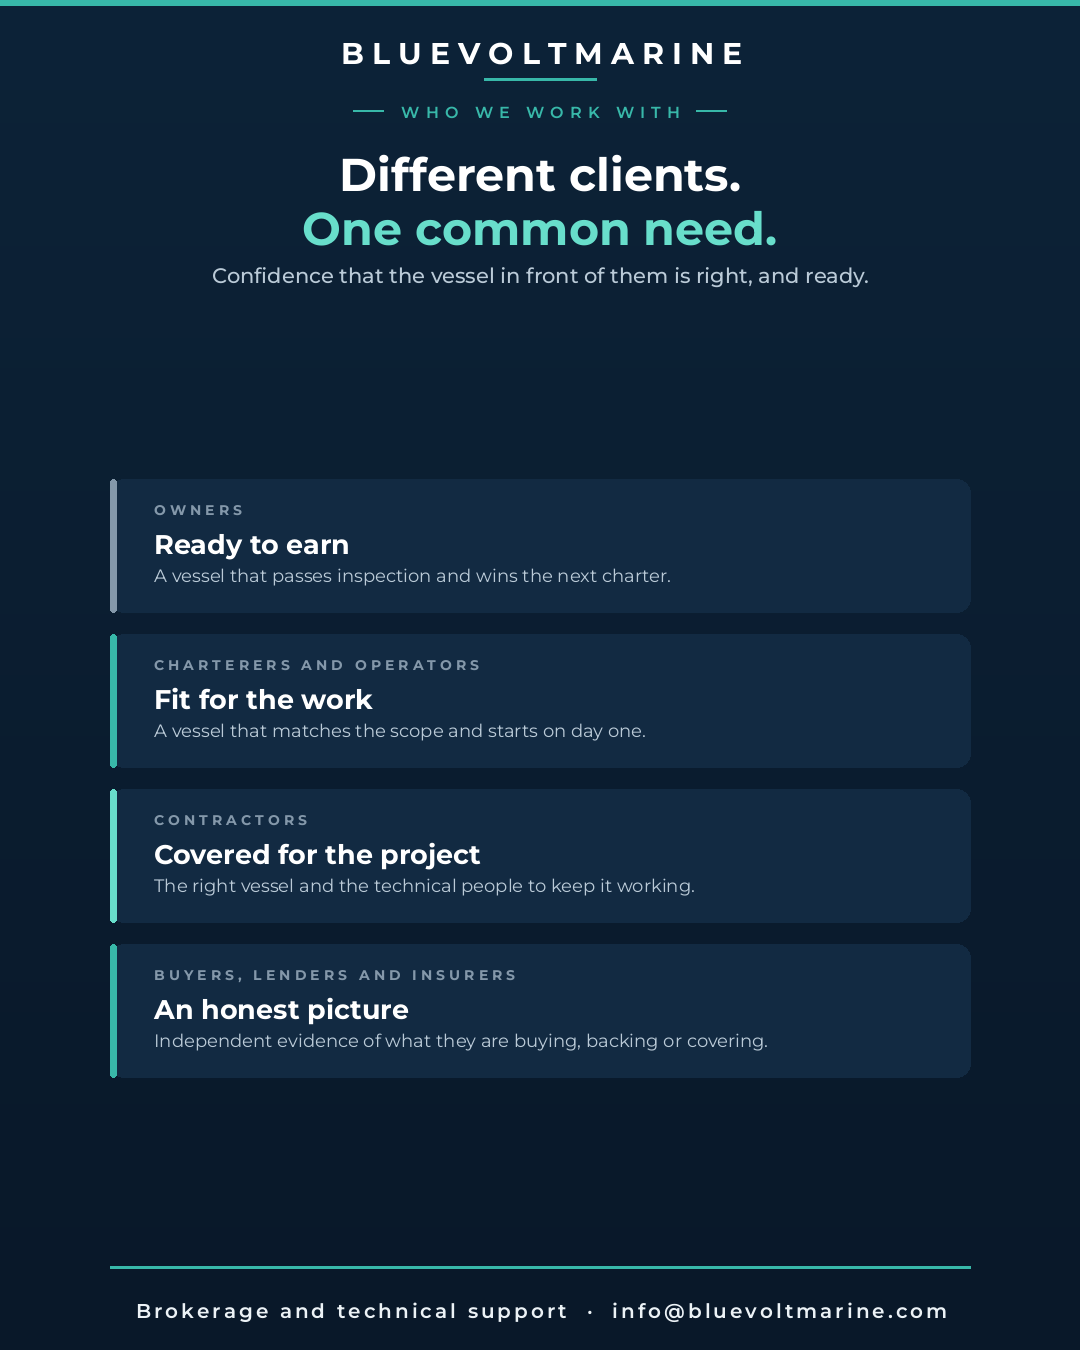 BLUEVOLTMARINE
WHO WE WORK WITH
Different clients.
One common need.
Confidence that the vessel in front of them is right, and ready.
OWNERS
Ready to earn
A vessel that passes inspection and wins the next charter.
CHARTERERS AND OPERATORS
Fit for the work
A vessel that matches the scope and starts on day one.
CONTRACTORS
Covered for the project
The right vessel and the technical people to keep it working.
BUYERS, LENDERS AND INSURERS
An honest picture
Independent evidence of what they are buying, backing or covering.
Brokerage and technical support · info@bluevoltmarine.com